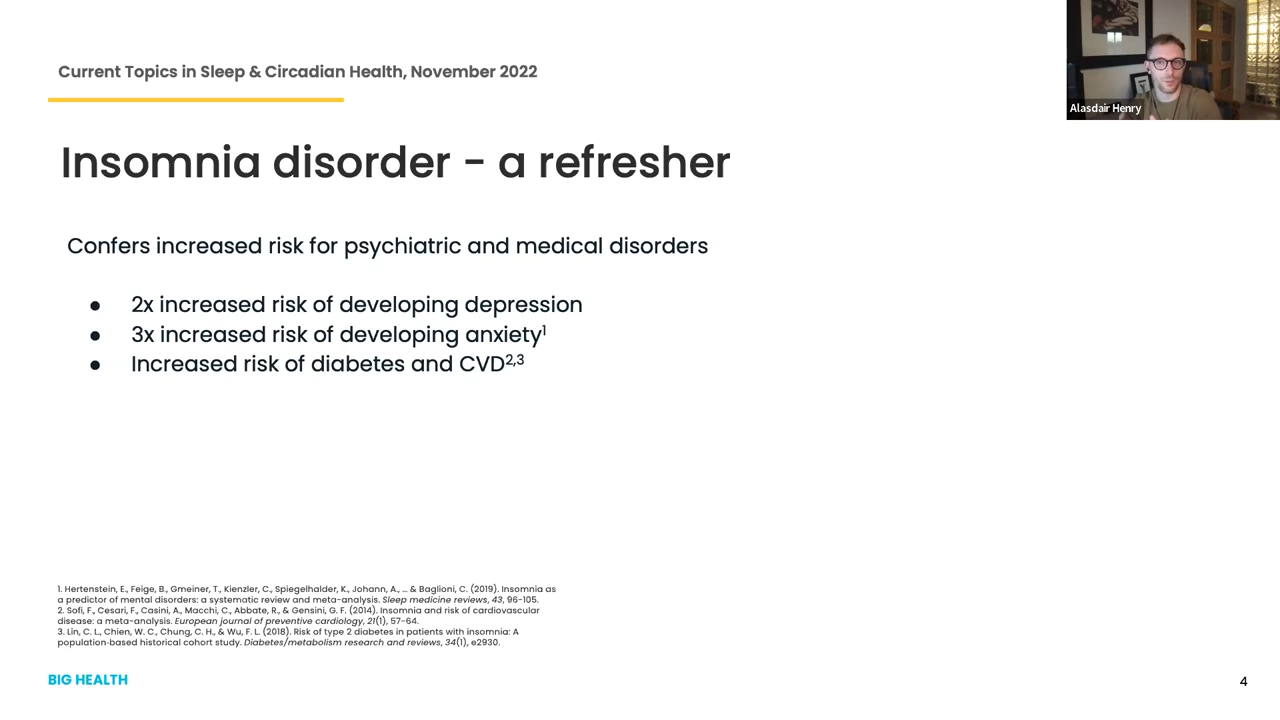 Current Topics in Sleep & Circadian Health, November 2022
Alasdair Henry
Insomnia disorder - a refresher
Confers increased risk for psychiatric and medical disorders
● 2x increased risk of developing depression
● 3x increased risk of developing anxiety¹
● Increased risk of diabetes and CVD²,³
1. Hertenstein, E., Feige, B., Gmeiner, T., Kienzler, C., Spiegelhalder, K., Johann, A., ... & Baglioni, C. (2019). Insomnia as
a predictor of mental disorders: a systematic review and meta-analysis. Sleep medicine reviews, 43, 96-105.
2. Sofi, F., Cesari, F., Casini, A., Macchi, C., Abbate, R., & Gensini, G. F. (2014). Insomnia and risk of cardiovascular
disease: a meta-analysis. European journal of preventive cardiology, 21(1), 57-64.
3. Lin, C. L., Chien, W. C., Chung, C. H., & Wu, F. L. (2018). Risk of type 2 diabetes in patients with insomnia: A
population-based historical cohort study. Diabetes/metabolism research and reviews, 34(1), e2930.
BIG HEALTH
4